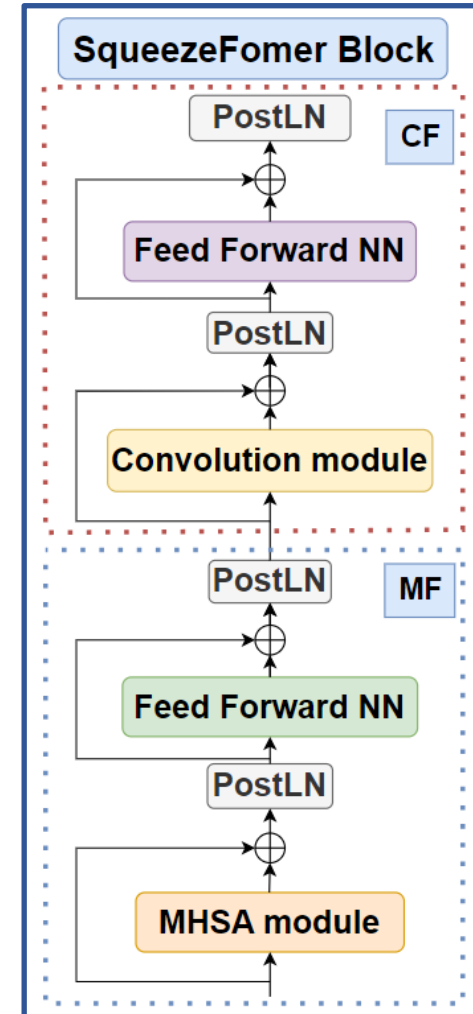 SqueezeFomer Block
PostLN
CF
Feed Forward NN
PostLN
Convolution module
PostLN
MF
Feed Forward NN
PostLN
MHSA module